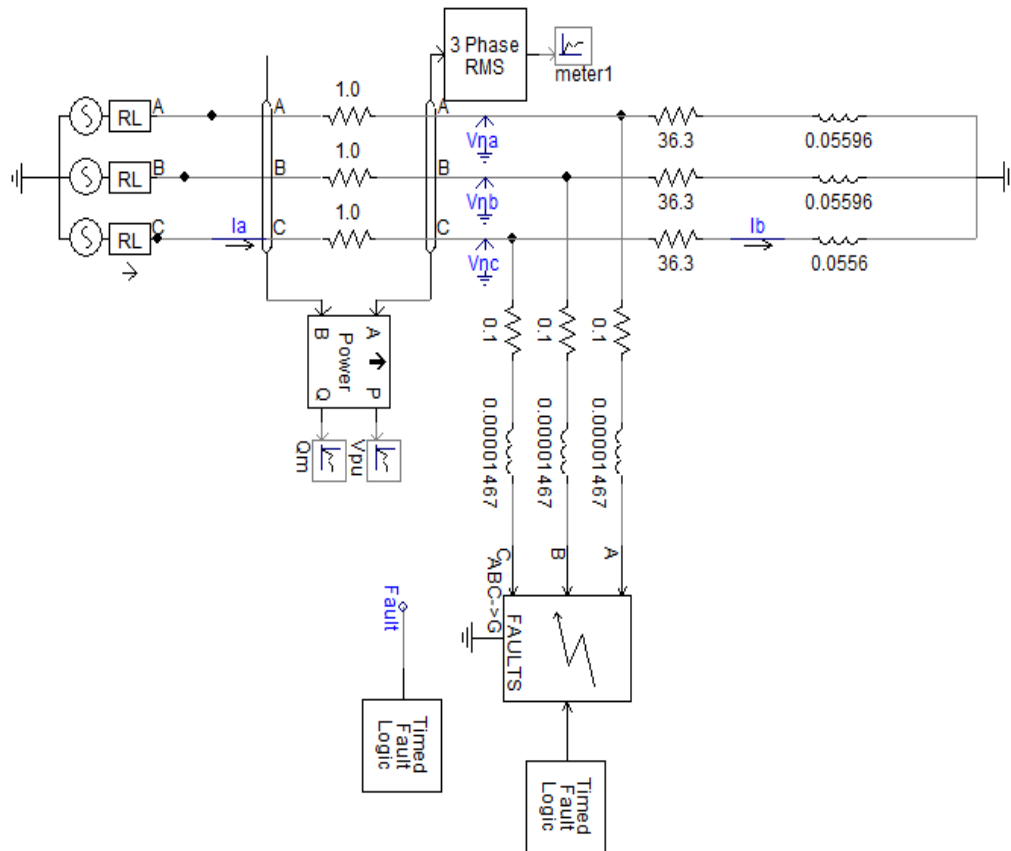 3 Phase
RMS
meter1
1.0
A
A
A
RL
Vna
36.3
0.05596
1.0
B
B
B
RL
Vnb
36.3
0.05596
1.0
C
C
C
RL
Ia
Vnc
36.3
Ib
0.0556
A
B
Power
P
Q
Vpu
Qm
0.1
0.1
0.1
0.00001467
0.00001467
0.00001467
C
B
A
ABC->G
FAULTS
Fault
Timed
Fault
Logic
Timed
Fault
Logic